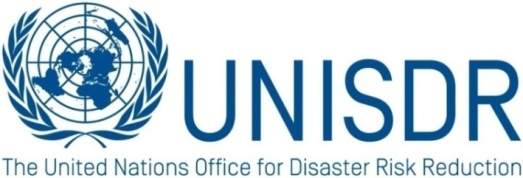 UNISDR
The United Nations Office for Disaster Risk Reduction